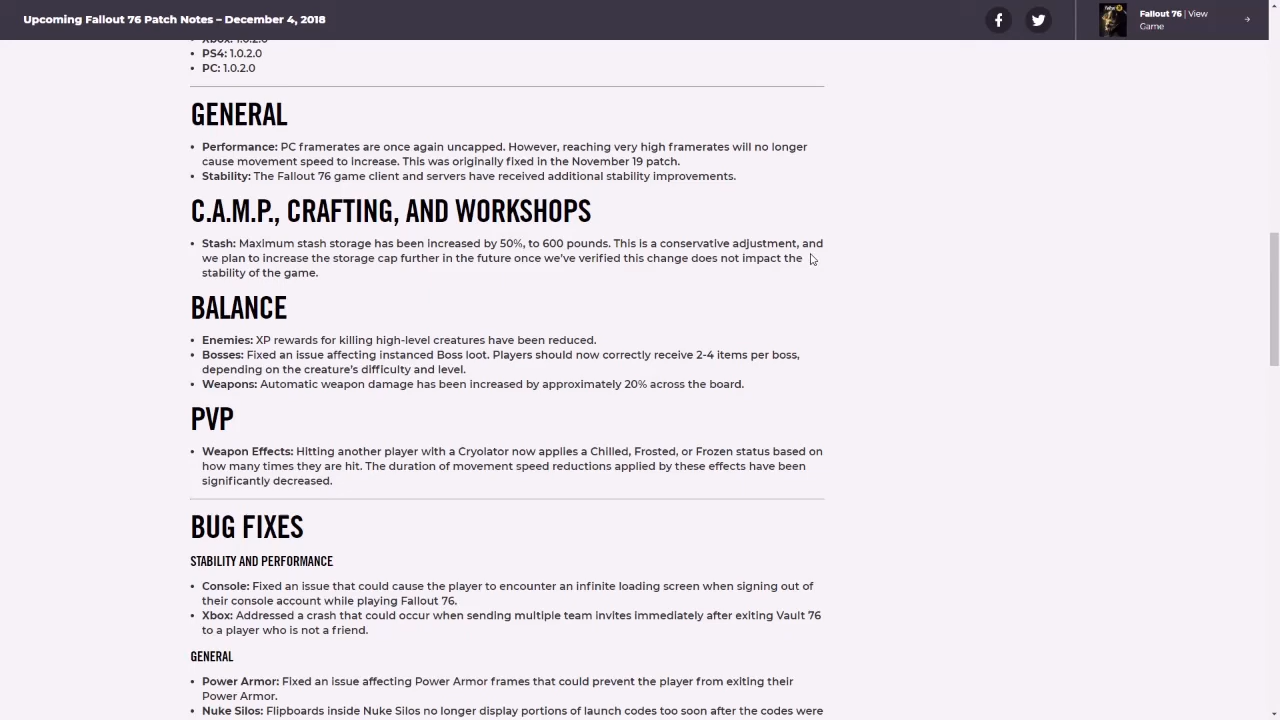 Upcoming Fallout 76 Patch Notes – December 4, 2018
Fallout 76 | View
Game
Xbox: 1.0.2.0
PS4: 1.0.2.0
PC: 1.0.2.0
GENERAL
Performance: PC framerates are once again uncapped. However, reaching very high framerates will no longer
cause movement speed to increase. This was originally fixed in the November 19 patch.
Stability: The Fallout 76 game client and servers have received additional stability improvements.
C.A.M.P., CRAFTING, AND WORKSHOPS
Stash: Maximum stash storage has been increased by 50%, to 600 pounds. This is a conservative adjustment, and
we plan to increase the storage cap further in the future once we've verified this change does not impact the
stability of the game.
BALANCE
Enemies: XP rewards for killing high-level creatures have been reduced.
Bosses: Fixed an issue affecting instanced Boss loot. Players should now correctly receive 2-4 items per boss,
depending on the creature's difficulty and level.
Weapons: Automatic weapon damage has been increased by approximately 20% across the board.
PVP
Weapon Effects: Hitting another player with a Cryolator now applies a Chilled, Frosted, or Frozen status based on
how many times they are hit. The duration of movement speed reductions applied by these effects have been
significantly decreased.
BUG FIXES
STABILITY AND PERFORMANCE
Console: Fixed an issue that could cause the player to encounter an infinite loading screen when signing out of
their console account while playing Fallout 76.
Xbox: Addressed a crash that could occur when sending multiple team invites immediately after exiting Vault 76
to a player who is not a friend.
GENERAL
Power Armor: Fixed an issue affecting Power Armor frames that could prevent the player from exiting their
Power Armor.
Nuke Silos: Flipboards inside Nuke Silos no longer display portions of launch codes too soon after the codes were